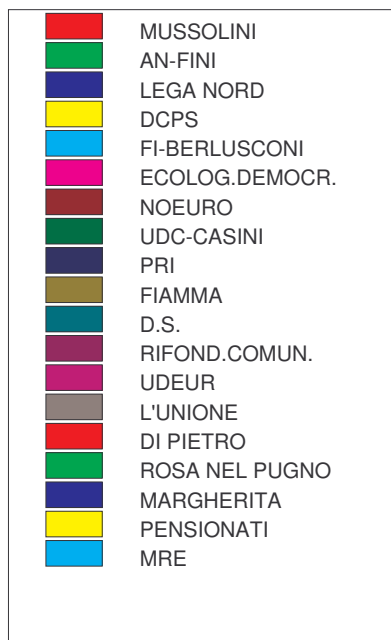 MUSSOLINI
AN-FINI
LEGA NORD
DCPS
FI-BERLUSCONI
ECOLOG.DEMOCR.
NOEURO
UDC-CASINI
PRI
FIAMMA
D.S.
RIFOND.COMUN.
UDEUR
L'UNIONE
DI PIETRO
ROSA NEL PUGNO
MARGHERITA
PENSIONATI
MRE